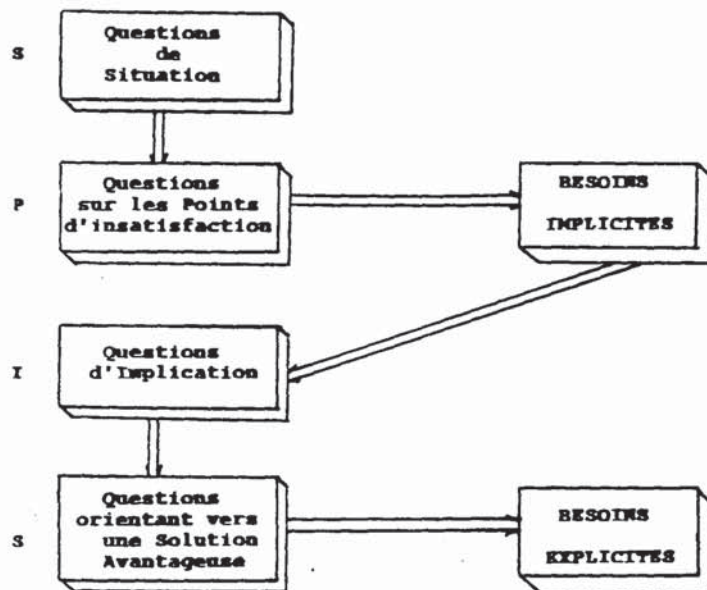 S
Questions
de
Situation
P
Questions
sur les Points
d'insatisfaction
BESOINS
IMPLICITES
I
Questions
d'Implication
S
Questions
orientant vers
une Solution
Avantageuse
BESOINS
EXPLICITES